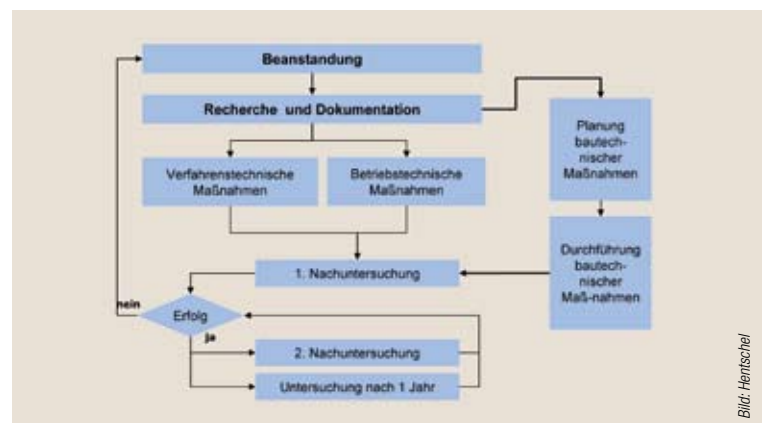 Beanstandung
Recherche und Dokumentation
Verfahrenstechnische
Maßnahmen
Betriebstechnische
Maßnahmen
Planung
bautech-
nischer
Maßnahmen
Durchführung
bautech-
nischer
Maß-nahmen
1. Nachuntersuchung
nein
Erfolg
ja
2. Nachuntersuchung
Untersuchung nach 1 Jahr
Bild: Hentschel